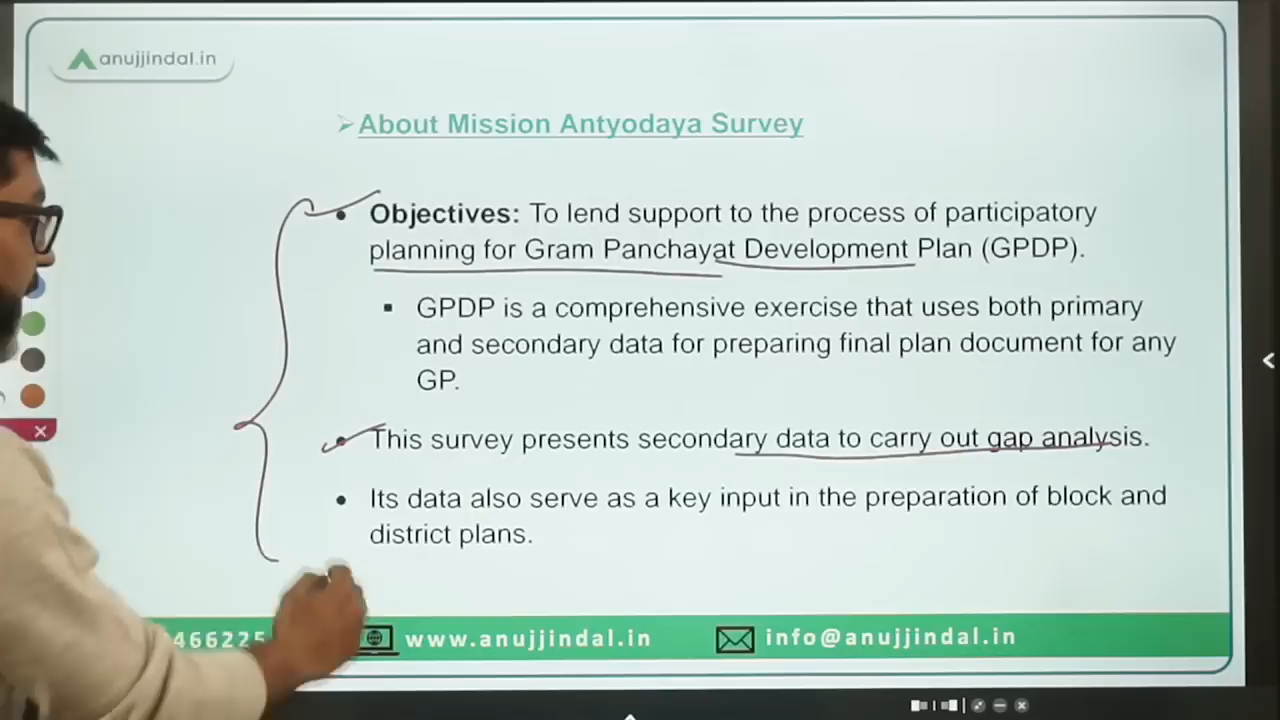 anujjindal.in
➢About Mission Antyodaya Survey
• Objectives: To lend support to the process of participatory
planning for Gram Panchayat Development Plan (GPDP).
▪ GPDP is a comprehensive exercise that uses both primary
and secondary data for preparing final plan document for any
GP.
• This survey presents secondary data to carry out gap analysis.
• Its data also serve as a key input in the preparation of block and
district plans.
466225 www.anujjindal.in info@anujjindal.in